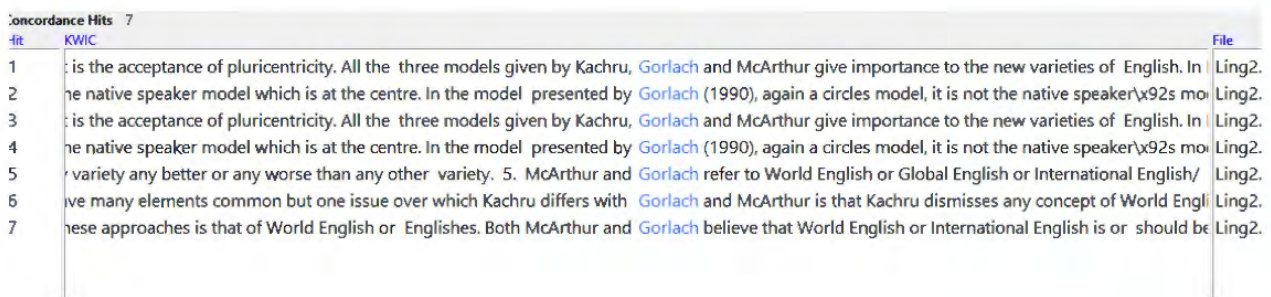 Concordance Hits 7
Hit KWIC File
1 is the acceptance of pluricentricity. All the three models given by Kachru, Gorlach and McArthur give importance to the new varieties of English. In Ling2.
2 he native speaker model which is at the centre. In the model presented by Gorlach (1990), again a circles model, it is not the native speaker\x92s mo Ling2.
3 is the acceptance of pluricentricity. All the three models given by Kachru, Gorlach and McArthur give importance to the new varieties of English. In Ling2.
4 he native speaker model which is at the centre. In the model presented by Gorlach (1990), again a circles model, it is not the native speaker\x92s mo Ling2.
5 variety any better or any worse than any other variety. 5. McArthur and Gorlach refer to World English or Global English or International English/ Ling2.
6 ve many elements common but one issue over which Kachru differs with Gorlach and McArthur is that Kachru dismisses any concept of World Engli Ling2.
7 hese approaches is that of World English or Englishes. Both McArthur and Gorlach believe that World English or International English is or should be Ling2.